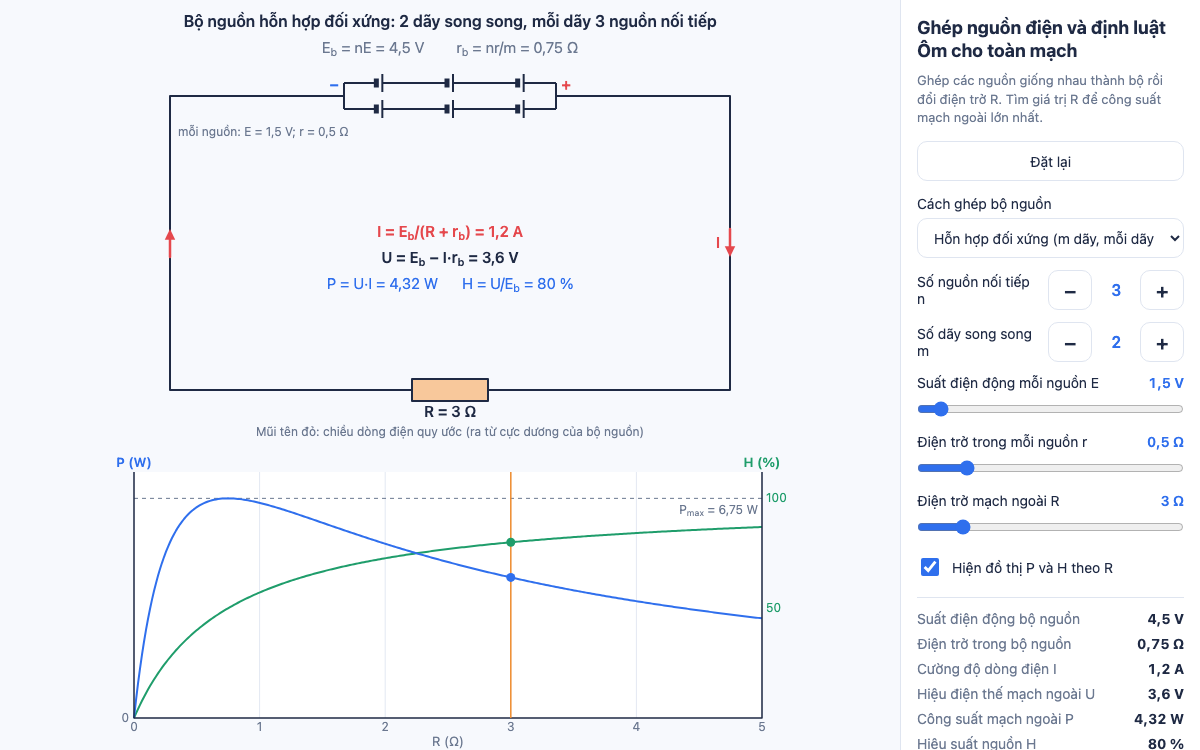 Bộ nguồn hỗn hợp đối xứng: 2 dãy song song, mỗi dãy 3 nguồn nối tiếp
E_b = nE = 4,5 V r_b = nr/m = 0,75 Ω
− +
mỗi nguồn: E = 1,5 V; r = 0,5 Ω
I = E_b/(R + r_b) = 1,2 A
I
U = E_b − I·r_b = 3,6 V
P = U·I = 4,32 W H = U/E_b = 80 %
R = 3 Ω
Mũi tên đỏ: chiều dòng điện quy ước (ra từ cực dương của bộ nguồn)
P (W) H (%)
100
P_max = 6,75 W
50
0
0 1 2 3 4 5
R (Ω)
Ghép nguồn điện và định luật
Ôm cho toàn mạch
Ghép các nguồn giống nhau thành bộ rồi
đổi điện trở R. Tìm giá trị R để công suất
mạch ngoài lớn nhất.
Đặt lại
Cách ghép bộ nguồn
Hỗn hợp đối xứng (m dãy, mỗi dãy
Số nguồn nối tiếp
n
− 3 +
Số dãy song song
m
− 2 +
Suất điện động mỗi nguồn E 1,5 V
Điện trở trong mỗi nguồn r 0,5 Ω
Điện trở mạch ngoài R 3 Ω
Hiện đồ thị P và H theo R
Suất điện động bộ nguồn 4,5 V
Điện trở trong bộ nguồn 0,75 Ω
Cường độ dòng điện I 1,2 A
Hiệu điện thế mạch ngoài U 3,6 V
Công suất mạch ngoài P 4,32 W
Hiệu suất nguồn H 80 %